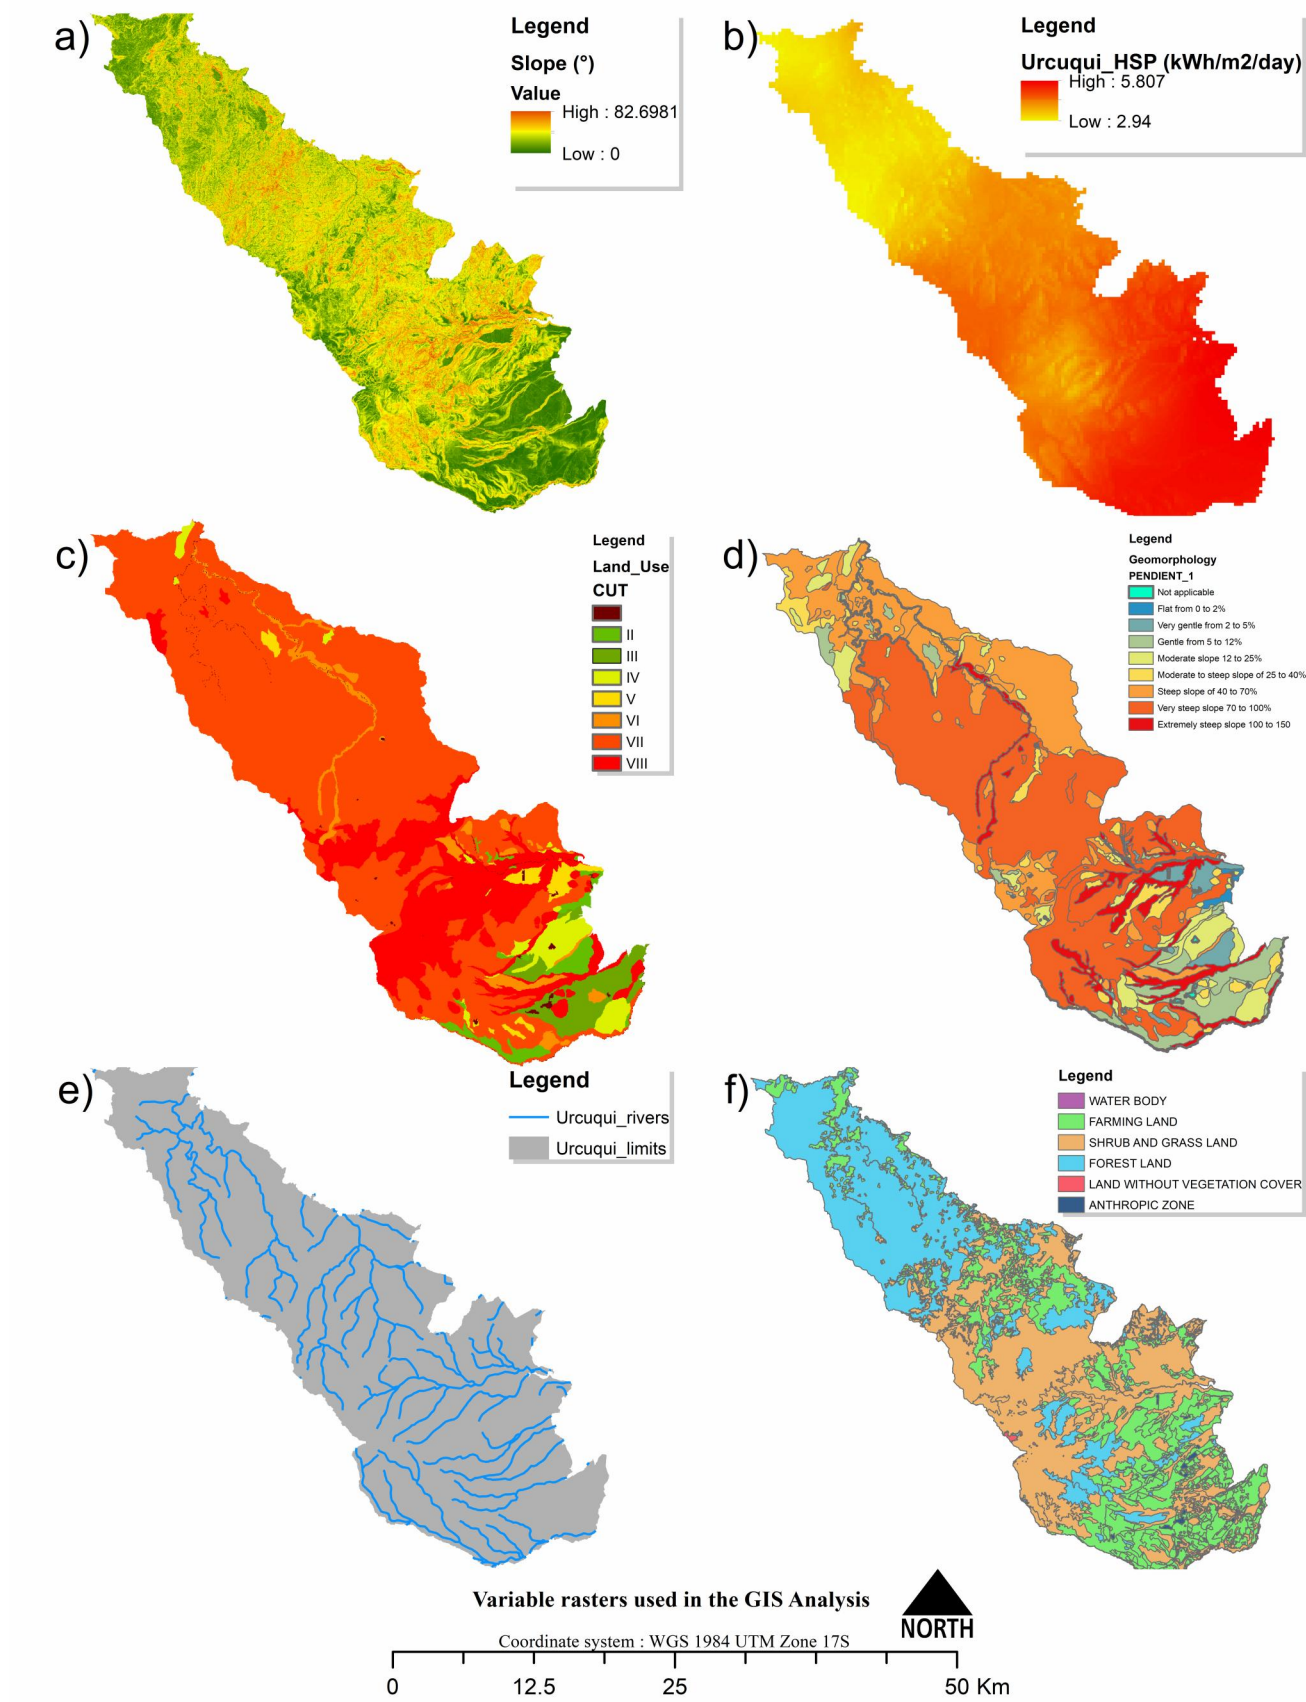 a)
Legend
Slope (°)
Value
High : 82.6981
Low : 0
b)
Legend
Urcuqui_HSP (kWh/m2/day)
High : 5.807
Low : 2.94
c)
Legend
Land_Use
CUT
II
III
IV
V
VI
VII
VIII
d)
Legend
Geomorphology
PENDIENT_1
Not applicable
Flat from 0 to 2%
Very gentle from 2 to 5%
Gentle from 5 to 12%
Moderate slope 12 to 25%
Moderate to steep slope of 25 to 40%
Steep slope of 40 to 70%
Very steep slope 70 to 100%
Extremely steep slope 100 to 150
e)
Legend
Urcuqui_rivers
Urcuqui_limits
f)
Legend
WATER BODY
FARMING LAND
SHRUB AND GRASS LAND
FOREST LAND
LAND WITHOUT VEGETATION COVER
ANTHROPIC ZONE
Variable rasters used in the GIS Analysis
NORTH
Coordinate system : WGS 1984 UTM Zone 17S
0 12.5 25 50 Km